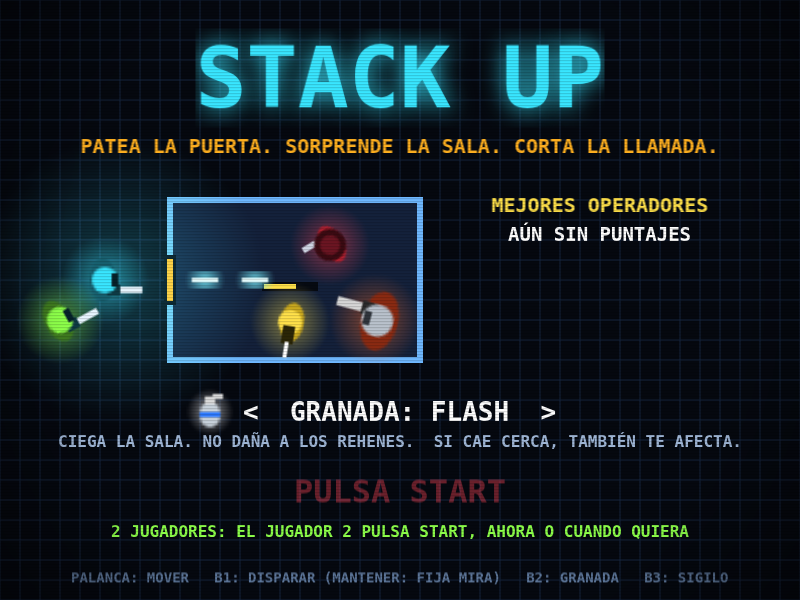 STACK UP
PATEA LA PUERTA. SORPRENDE LA SALA. CORTA LA LLAMADA.
MEJORES OPERADORES
AÚN SIN PUNTAJES
< GRANADA: FLASH >
CIEGA LA SALA. NO DAÑA A LOS REHENES. SI CAE CERCA, TAMBIÉN TE AFECTA.
PULSA START
2 JUGADORES: EL JUGADOR 2 PULSA START, AHORA O CUANDO QUIERA
PALANCA: MOVER B1: DISPARAR (MANTENER: FIJA MIRA) B2: GRANADA B3: SIGILO